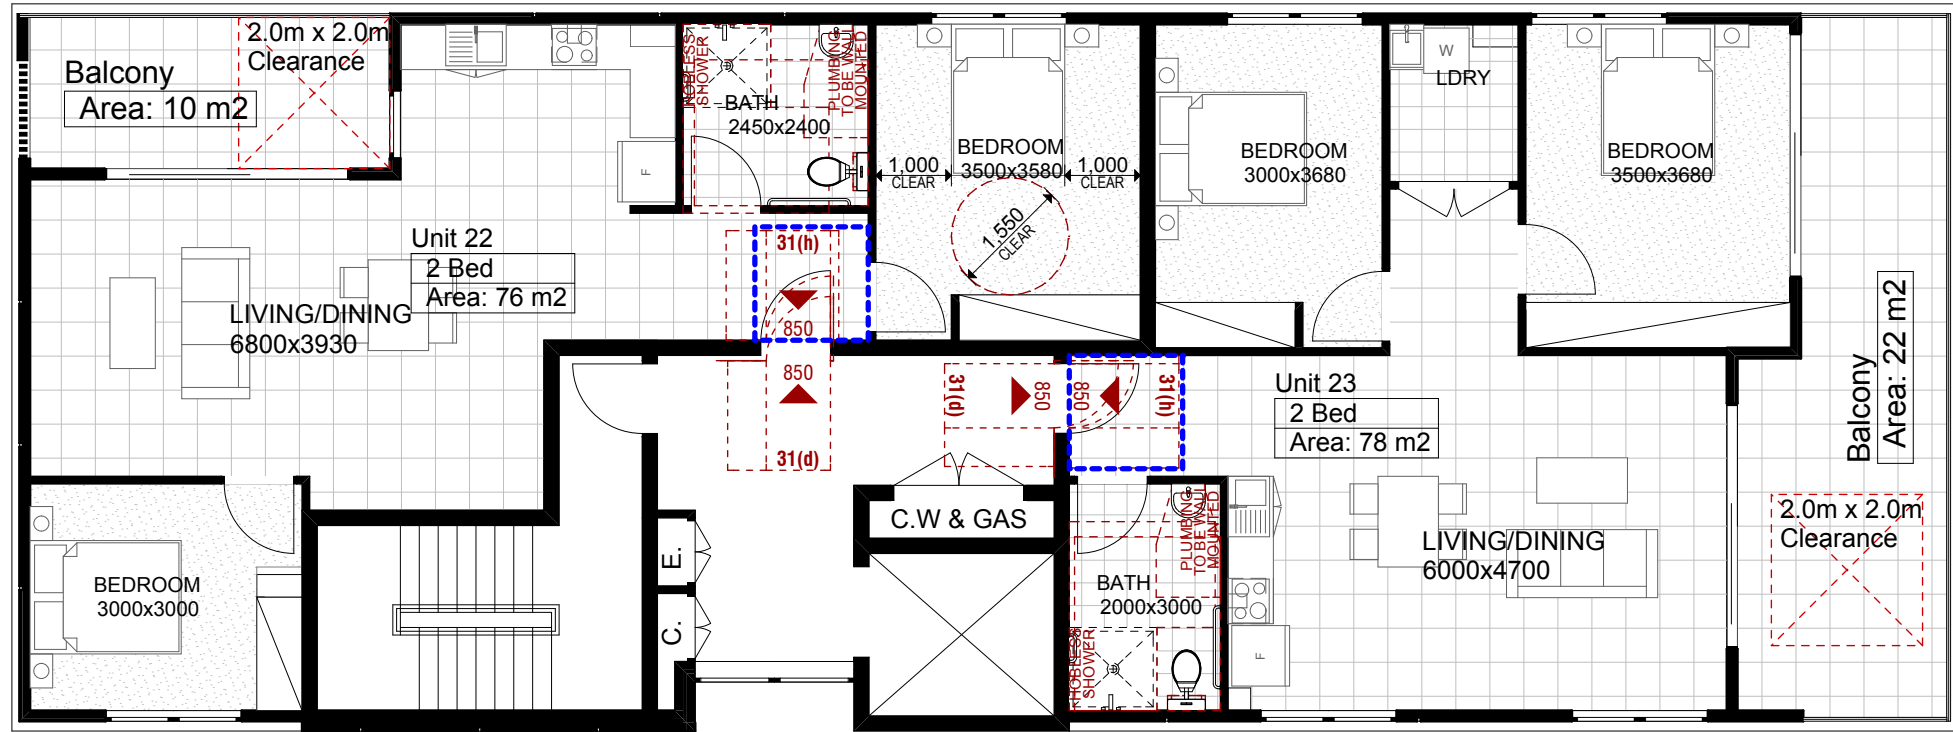 Balcony
Area: 10 m2
2.0m x 2.0m
Clearance
HOBLESS
SHOWER
BATH
2450x2400
PLUMBING
TO BE WALL
MOUNTED
F
1,000
CLEAR
BEDROOM
3500x3580
1,000
CLEAR
1,550
CLEAR
BEDROOM
3000x3680
W
LDRY
BEDROOM
3500x3680
Unit 22
2 Bed
Area: 76 m2
LIVING/DINING
6800x3930
31(h)
850
850
31(d)
31(d)
850
850
31(h)
Unit 23
2 Bed
Area: 78 m2
Balcony
Area: 22 m2
2.0m x 2.0m
Clearance
BEDROOM
3000x3000
E.
C.
C.W & GAS
PLUMBING
TO BE WALL
MOUNTED
BATH
2000x3000
HOBLESS
SHOWER
F
LIVING/DINING
6000x4700